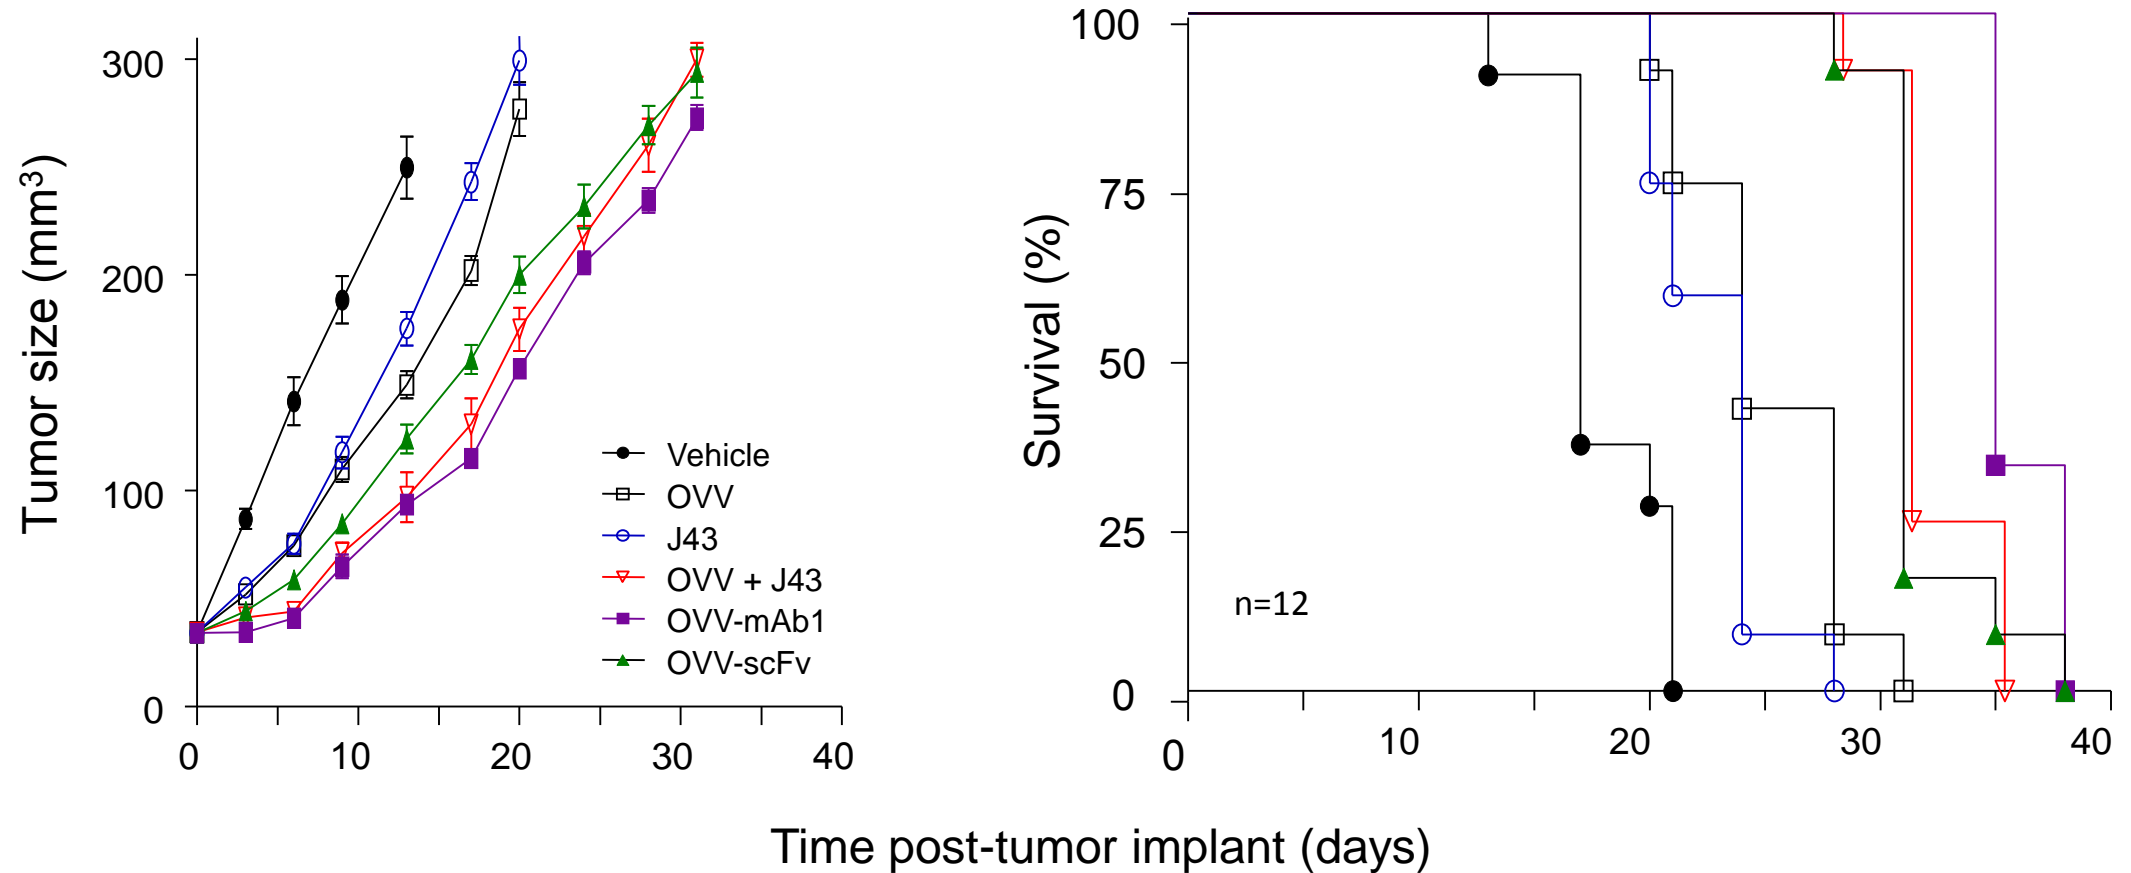 Tumor size (mm³)
300
200
100
0
0 10 20 30 40
Vehicle
OVV
J43
OVV + J43
OVV-mAb1
OVV-scFv
Survival (%)
100
75
50
25
0
n=12
0 10 20 30 40
Time post-tumor implant (days)